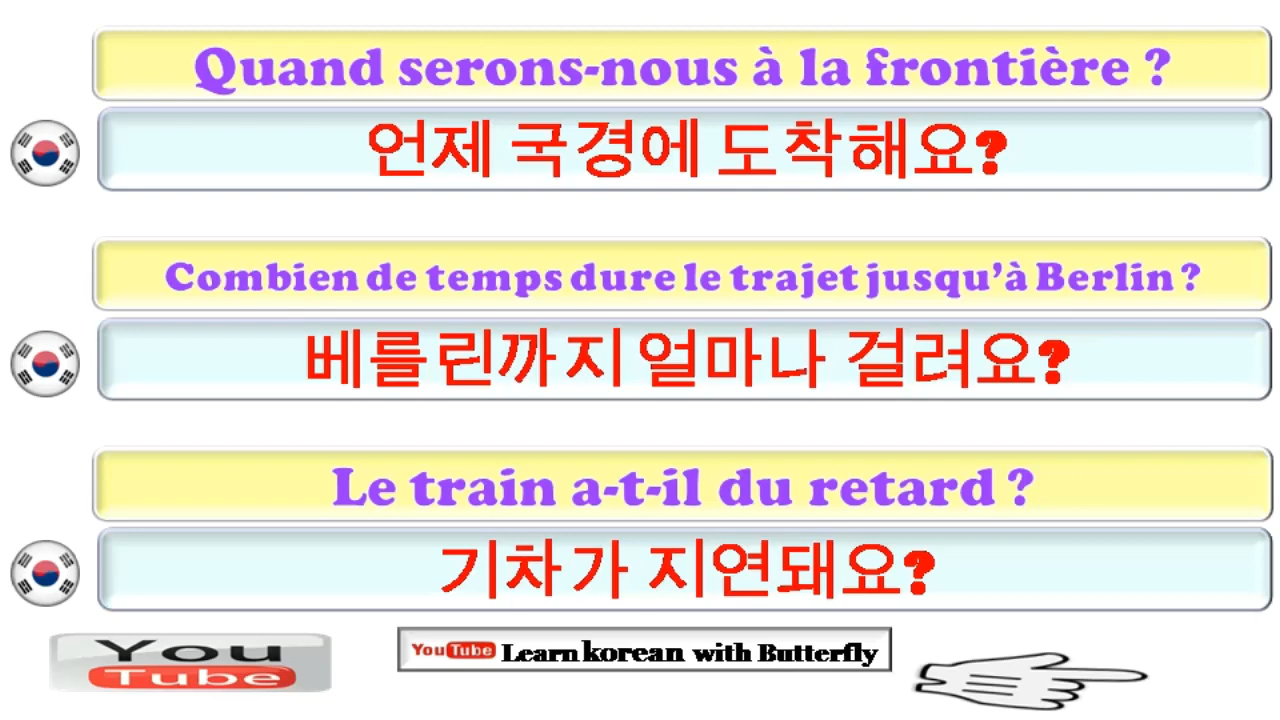 Quand serons-nous à la frontière ?
언제 국경에 도착해요?
Combien de temps dure le trajet jusqu’à Berlin ?
베를린까지 얼마나 걸려요?
Le train a-t-il du retard ?
기차가 지연돼요?
You Tube
YouTube Learn korean with Butterfly